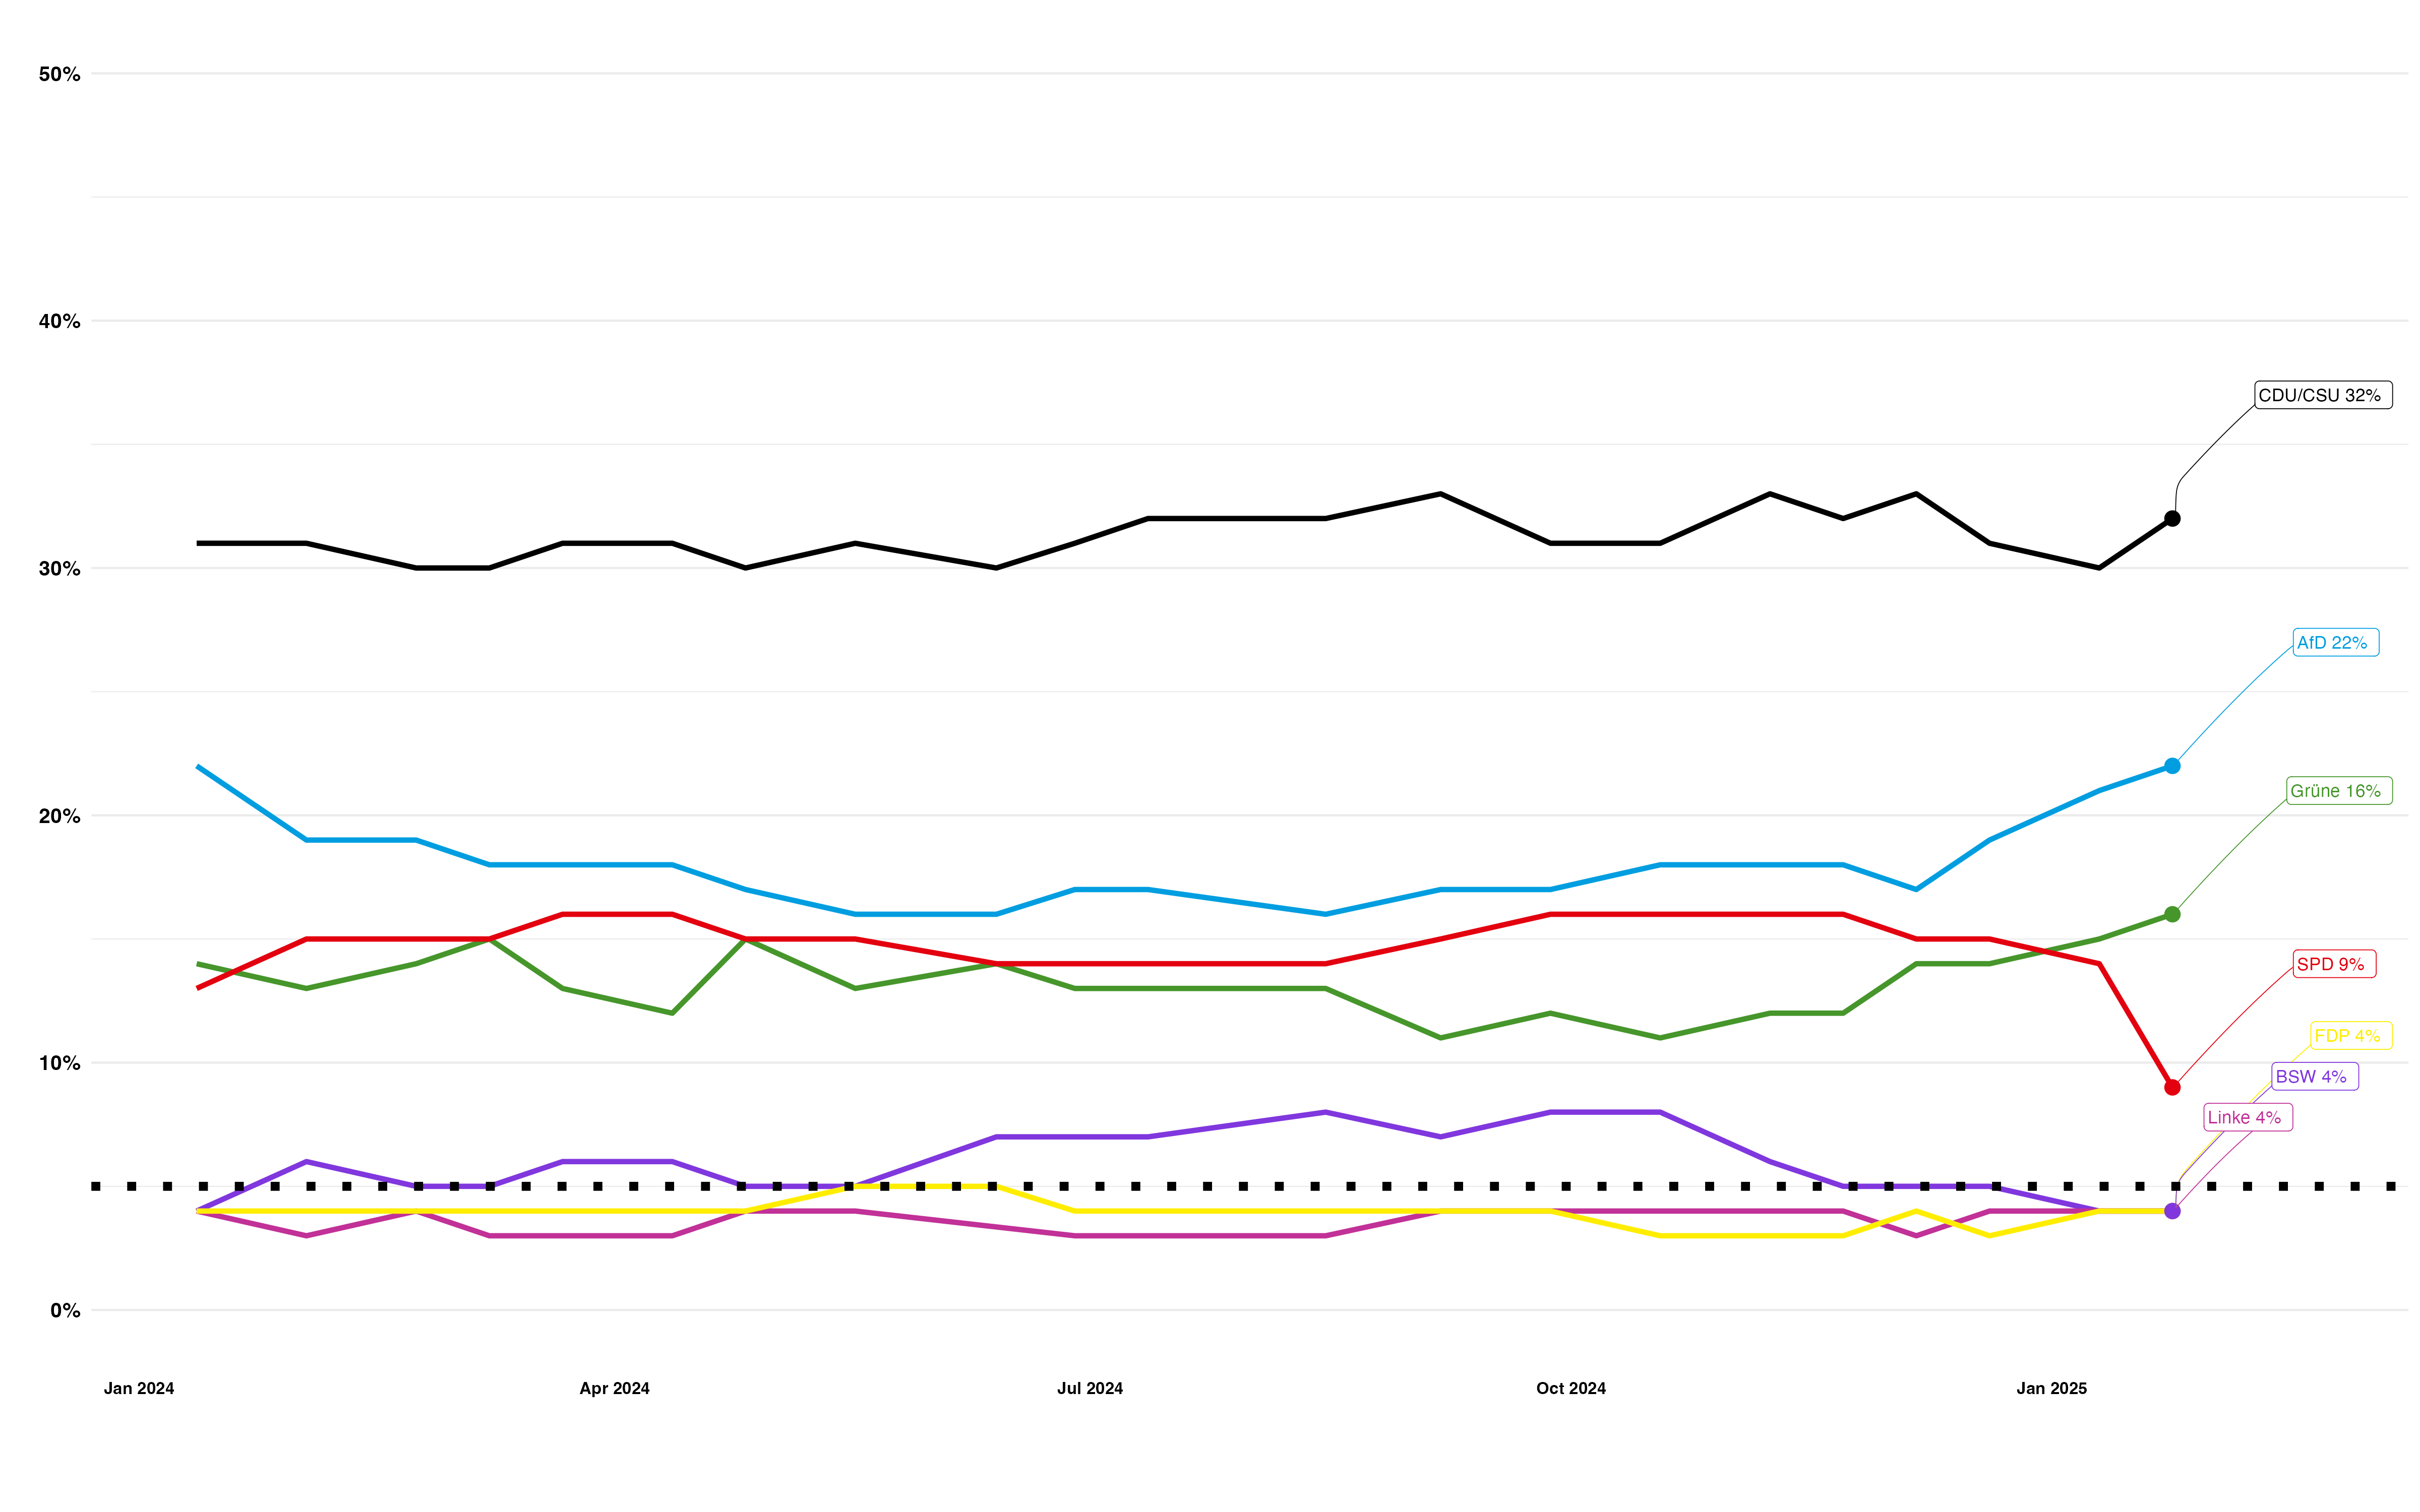 50%
40%
CDU/CSU 32%
30%
AfD 22%
Grüne 16%
20%
SPD 9%
FDP 4%
10%
BSW 4%
Linke 4%
0%
Jan 2024
Apr 2024
Jul 2024
Oct 2024
Jan 2025